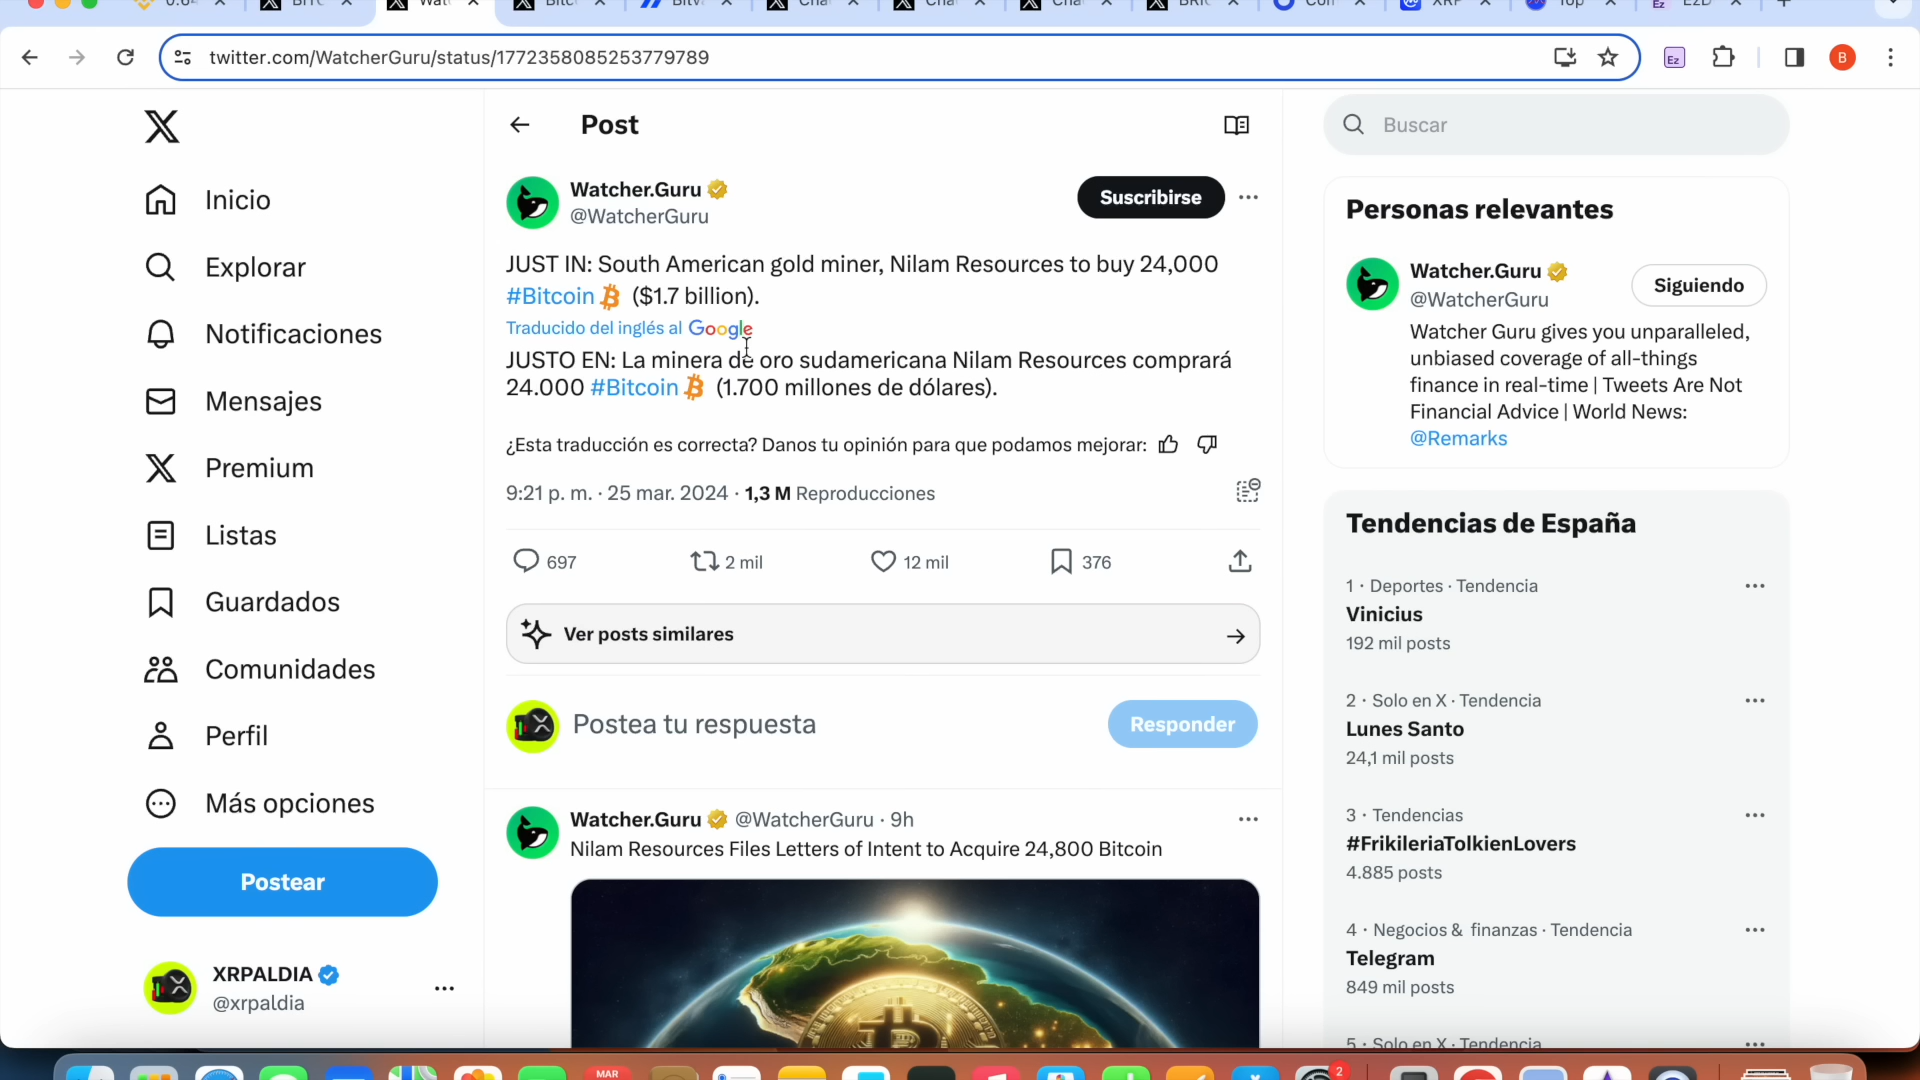 twitter.com/WatcherGuru/status/1772358085253779789
Ez
B
Inicio
Explorar
Notificaciones
Mensajes
Premium
Listas
Guardados
Comunidades
Perfil
Más opciones
Postear
XRPALDIA
@xrpaldia
Post
Watcher.Guru
@WatcherGuru
Suscribirse
JUST IN: South American gold miner, Nilam Resources to buy 24,000
#Bitcoin ($1.7 billion).
Traducido del inglés al Google
JUSTO EN: La minera de oro sudamericana Nilam Resources comprará
24.000 #Bitcoin (1.700 millones de dólares).
¿Esta traducción es correcta? Danos tu opinión para que podamos mejorar:
9:21 p. m. · 25 mar. 2024 · 1,3 M Reproducciones
697 2 mil 12 mil 376
Ver posts similares
Postea tu respuesta
Responder
Watcher.Guru @WatcherGuru · 9h
Nilam Resources Files Letters of Intent to Acquire 24,800 Bitcoin
Buscar
Personas relevantes
Watcher.Guru
@WatcherGuru
Siguiendo
Watcher Guru gives you unparalleled,
unbiased coverage of all-things
finance in real-time | Tweets Are Not
Financial Advice | World News:
@Remarks
Tendencias de España
1 · Deportes · Tendencia
Vinicius
192 mil posts
2 · Solo en X · Tendencia
Lunes Santo
24,1 mil posts
3 · Tendencias
#FrikileriaTolkienLovers
4.885 posts
4 · Negocios & finanzas · Tendencia
Telegram
849 mil posts
5 · Solo en X · Tendencia
MAR
2